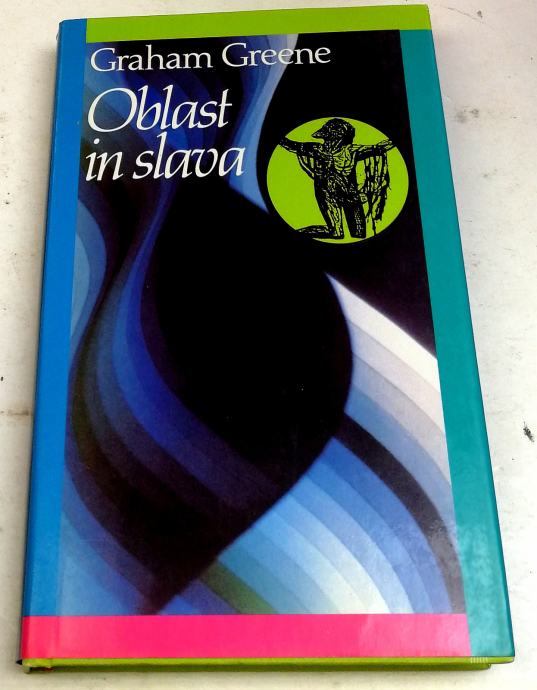 Graham Greene
Oblast
in slava